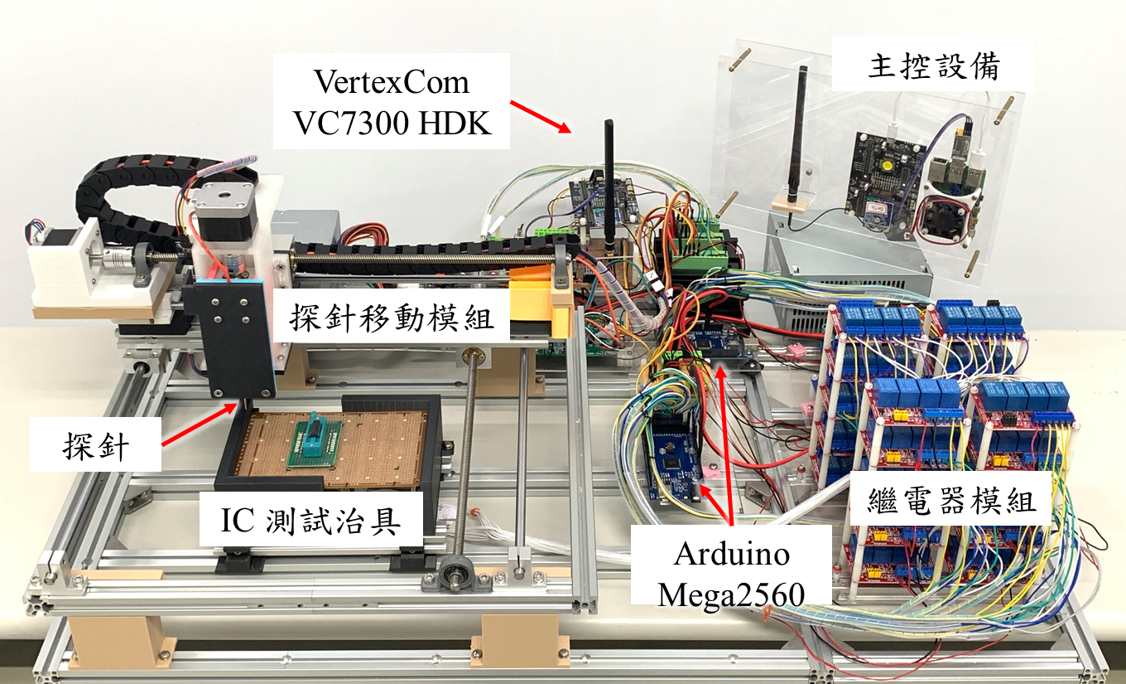 VertexCom
VC7300 HDK
主控設備
探針移動模組
探針
IC 測試治具
繼電器模組
Arduino
Mega2560